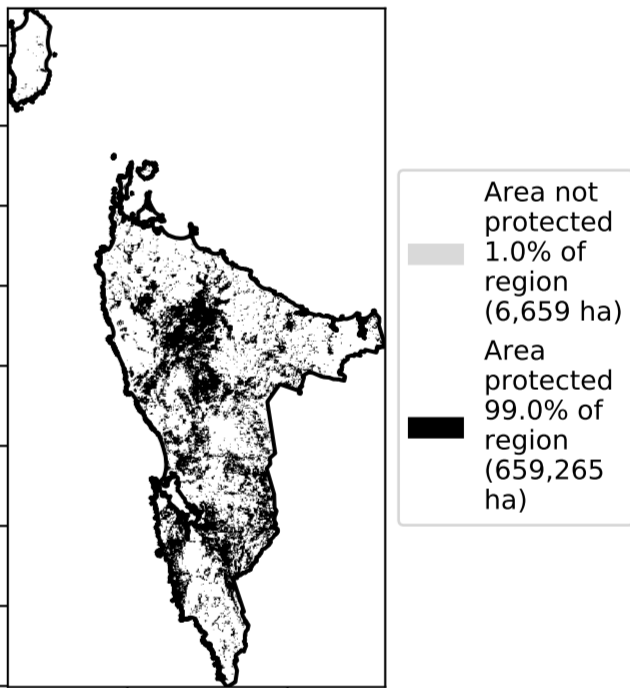 Area not
protected
1.0% of
region
(6,659 ha)
Area
protected
99.0% of
region
(659,265
ha)